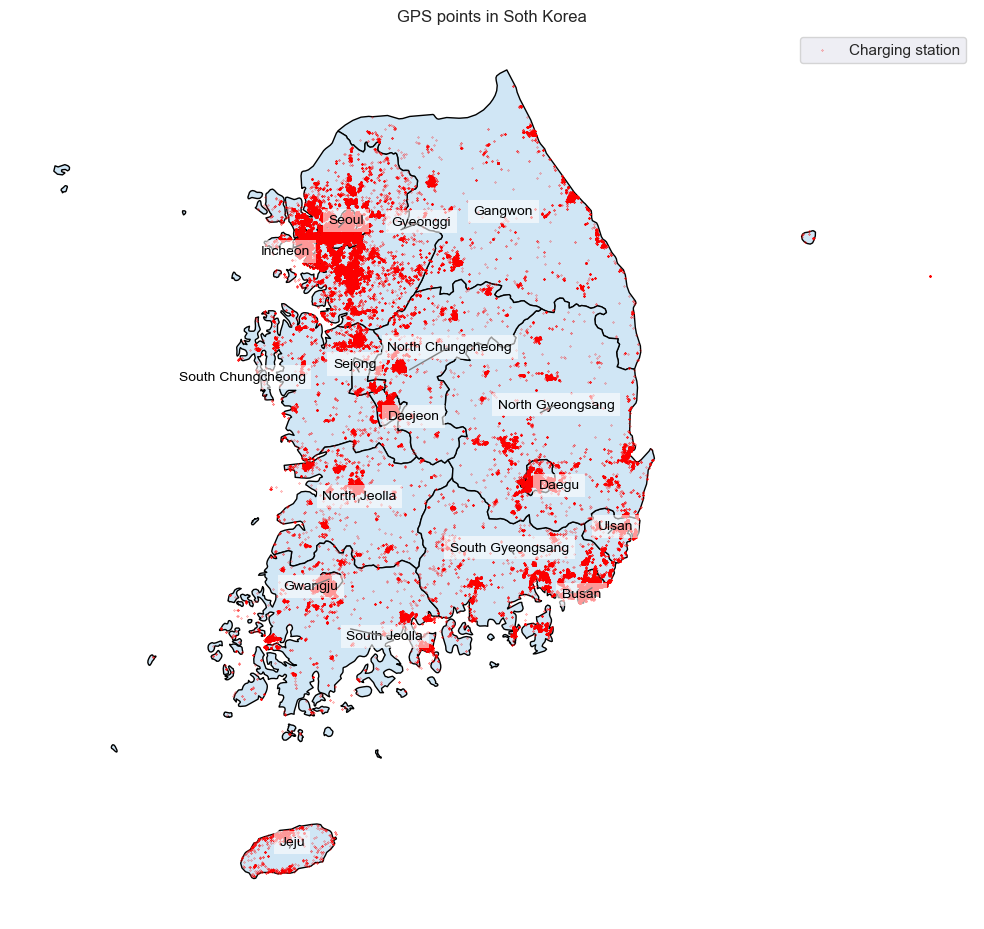 GPS points in Soth Korea
Charging station
Gangwon
Seoul
Gyeonggi
Incheon
North Chungcheong
Sejong
South Chungcheong
North Gyeongsang
Daejeon
Daegu
North Jeolla
Ulsan
South Gyeongsang
Gwangju
Busan
South Jeolla
Jeju